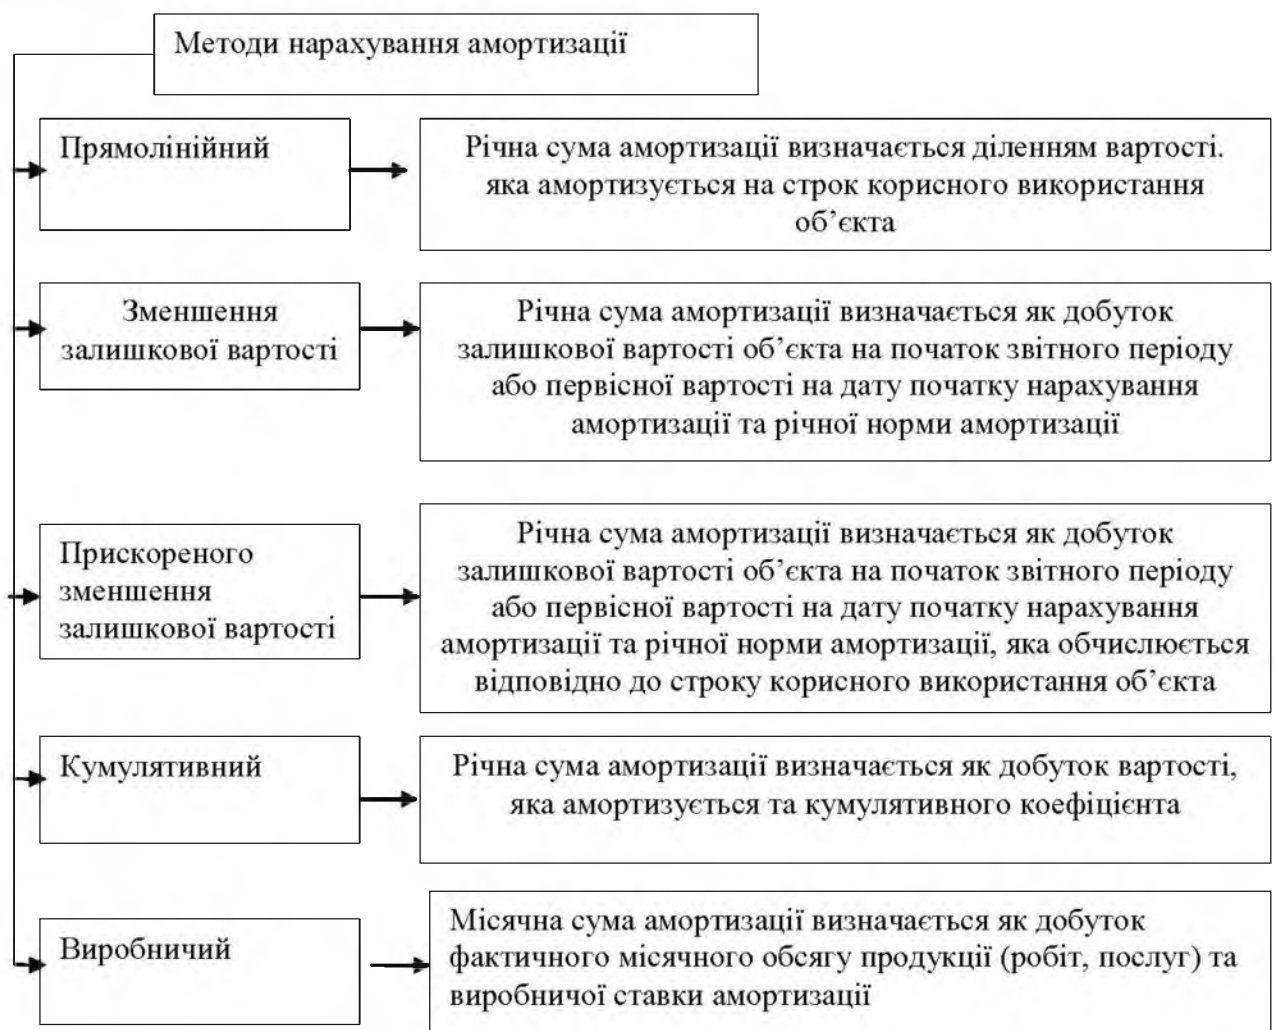 Методи нарахування амортизації
Прямолінійний
Річна сума амортизації визначається діленням вартості.
яка амортизується на строк корисного використання
об’єкта
Зменшення
залишкової вартості
Річна сума амортизації визначається як добуток
залишкової вартості об’єкта на початок звітного періоду
або первісної вартості на дату початку нарахування
амортизації та річної норми амортизації
Прискореного
зменшення
залишкової вартості
Річна сума амортизації визначається як добуток
залишкової вартості об’єкта на початок звітного періоду
або первісної вартості на дату початку нарахування
амортизації та річної норми амортизації, яка обчислюється
відповідно до строку корисного використання об’єкта
Кумулятивний
Річна сума амортизації визначається як добуток вартості,
яка амортизується та кумулятивного коефіцієнта
Виробничий
Місячна сума амортизації визначається як добуток
фактичного місячного обсягу продукції (робіт, послуг) та
виробничої ставки амортизації